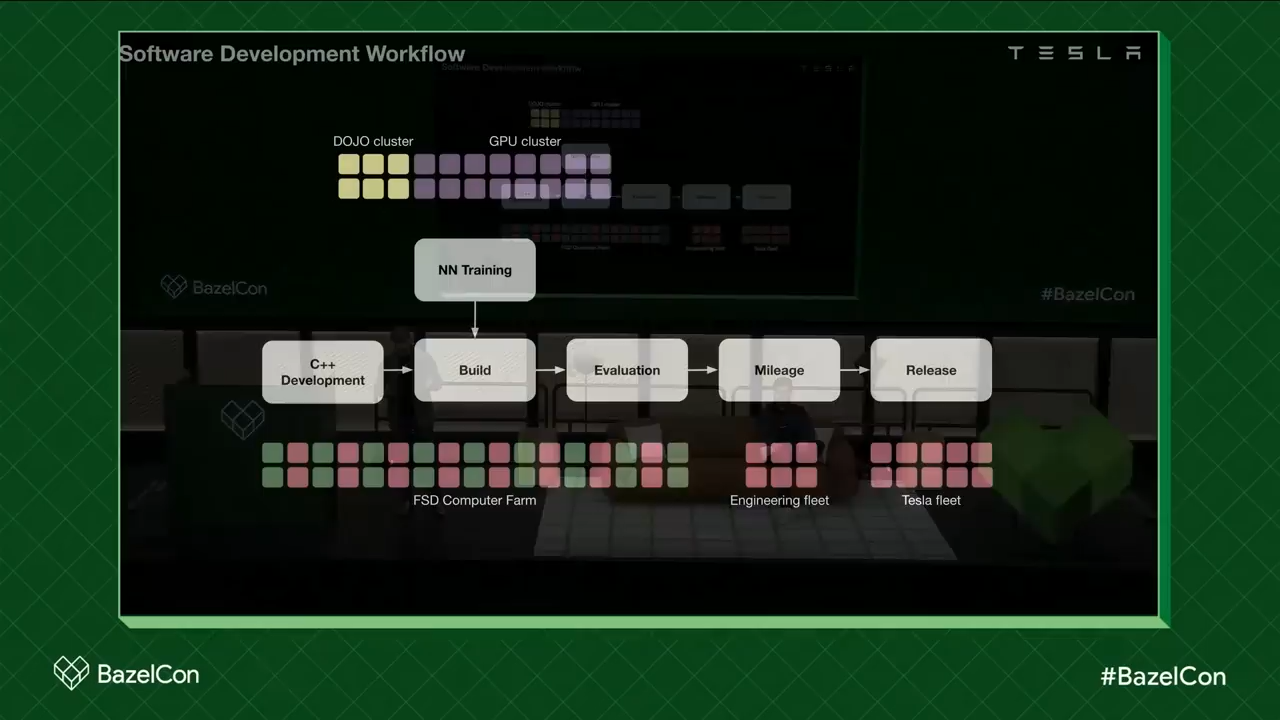 Software Development Workflow
TESLA
DOJO cluster
GPU cluster
NN Training
C++
Development
Build
Evaluation
Mileage
Release
FSD Computer Farm
Engineering fleet
Tesla fleet
BazelCon
#BazelCon
BazelCon
#BazelCon